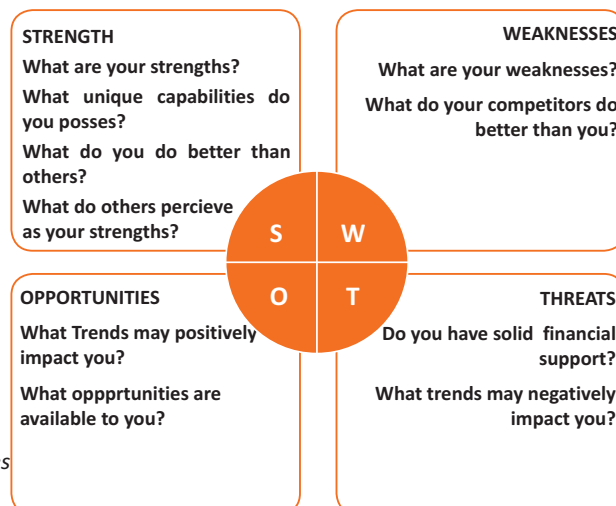 STRENGTH
What are your strengths?
What unique capabilities do
you posses?
What do you do better than
others?
What do others percieve
as your strengths?
WEAKNESSES
What are your weaknesses?
What do your competitors do
better than you?
S W
O T
OPPORTUNITIES
What Trends may positively
impact you?
What oppprtunities are
available to you?
THREATS
Do you have solid financial
support?
What trends may negatively
impact you?